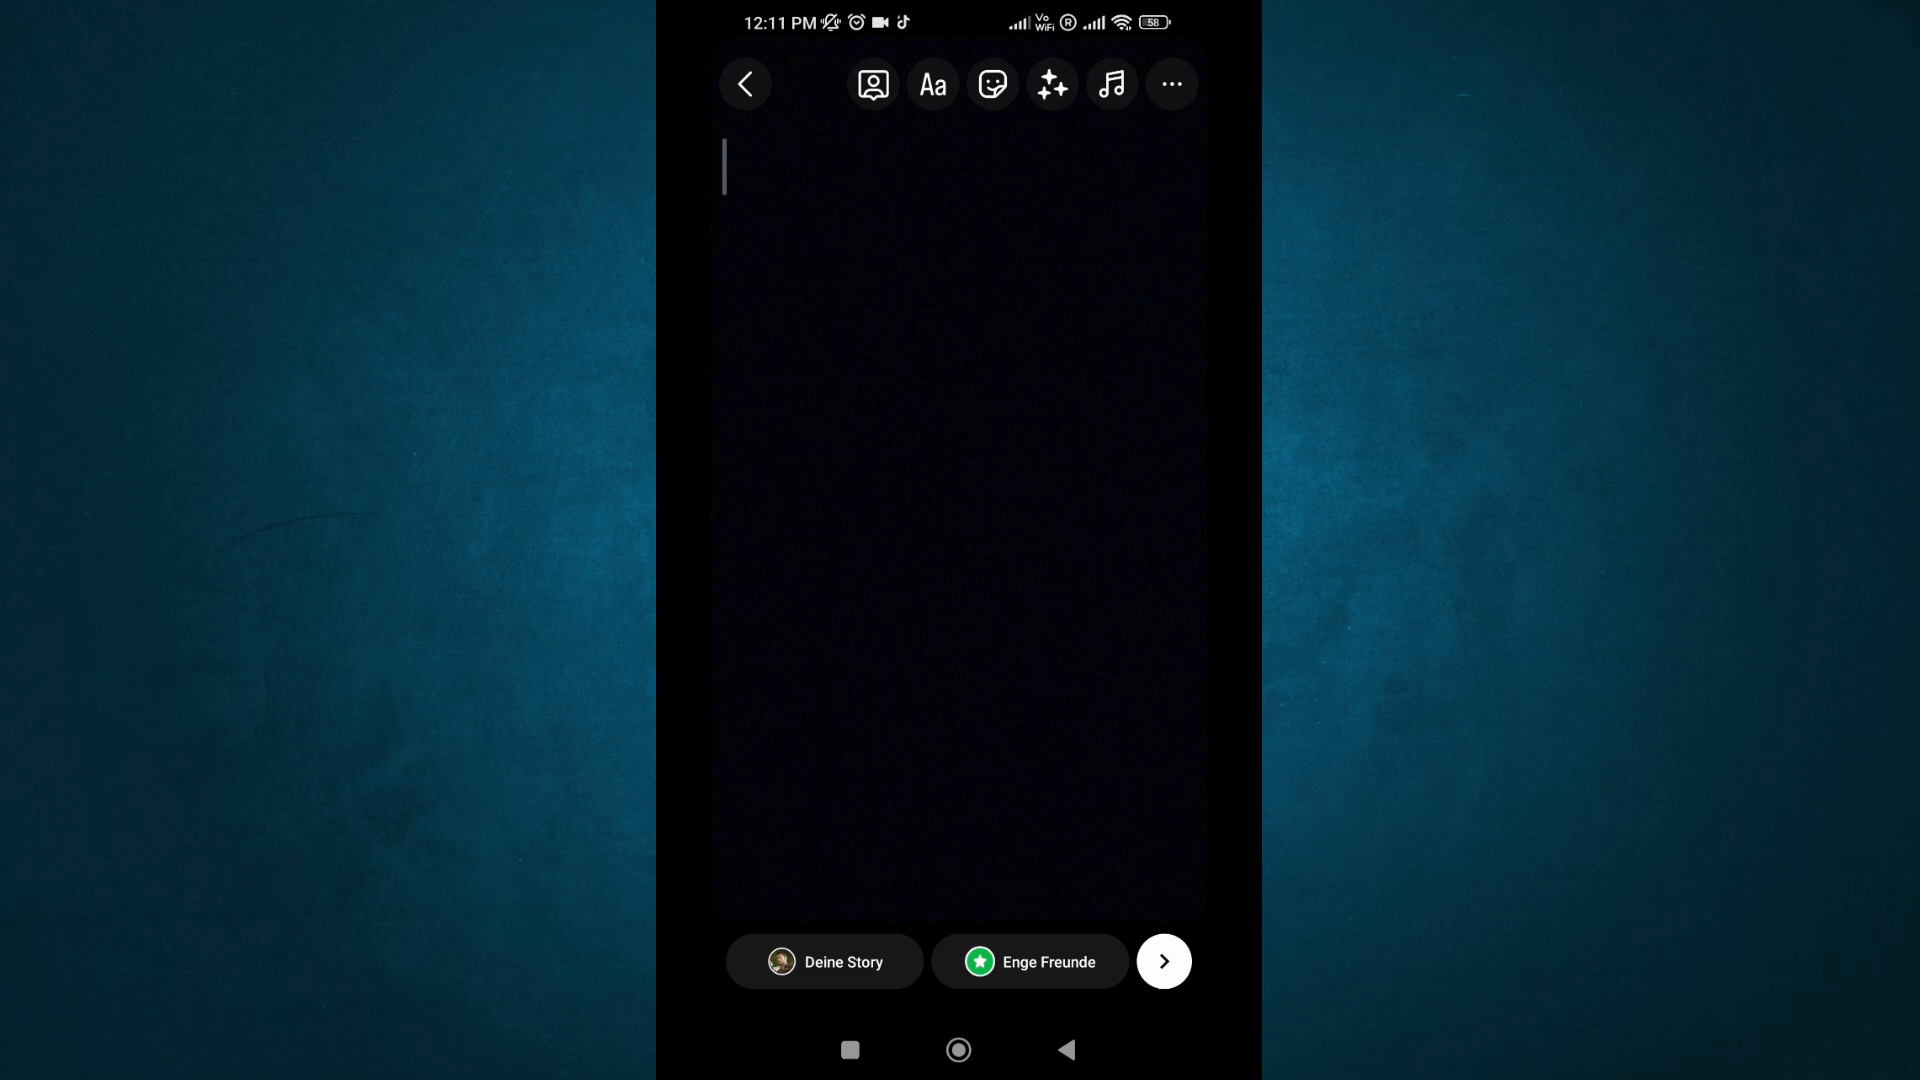 12:11 PM
Vo
WiFi
R
58
Aa
Deine Story
Enge Freunde